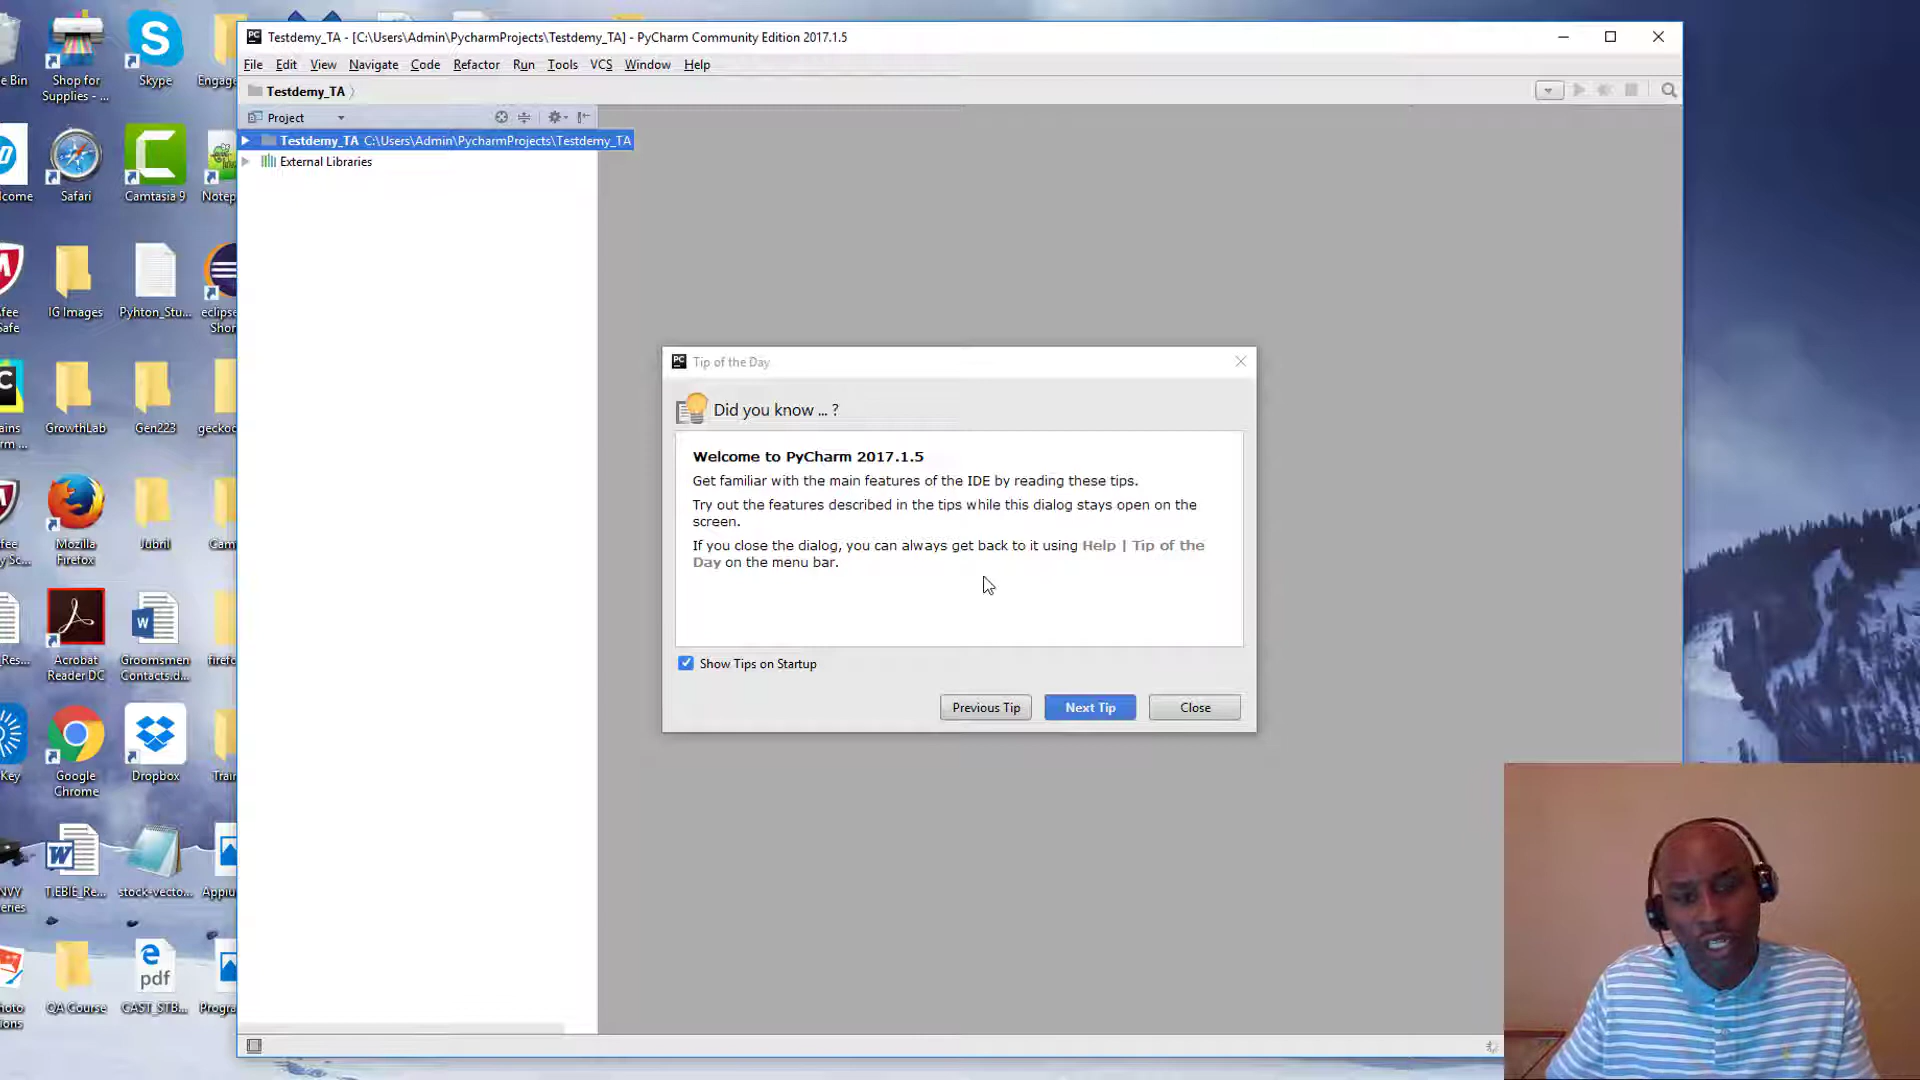 Testdemy_TA - [C:\Users\Admin\PycharmProjects\Testdemy_TA] - PyCharm Community Edition 2017.1.5
File Edit View Navigate Code Refactor Run Tools VCS Window Help
Testdemy_TA
Project
Testdemy_TA C:\Users\Admin\PycharmProjects\Testdemy_TA
External Libraries
Tip of the Day
Did you know ... ?
Welcome to PyCharm 2017.1.5
Get familiar with the main features of the IDE by reading these tips.
Try out the features described in the tips while this dialog stays open on the
screen.
If you close the dialog, you can always get back to it using Help | Tip of the
Day on the menu bar.
Show Tips on Startup
Previous Tip Next Tip Close
Shop for
Supplies - ...
Skype
Safari
Camtasia 9
IG Images
Pyhton_Stu...
eclipse
GrowthLab
Gen223
Mozilla
Firefox
Jubril
Acrobat
Reader DC
Groomsmen
Contacts.d...
Google
Chrome
Dropbox
T.EBIE_Re...
stock-vecto...
pdf
QA Course
CAST_STB...